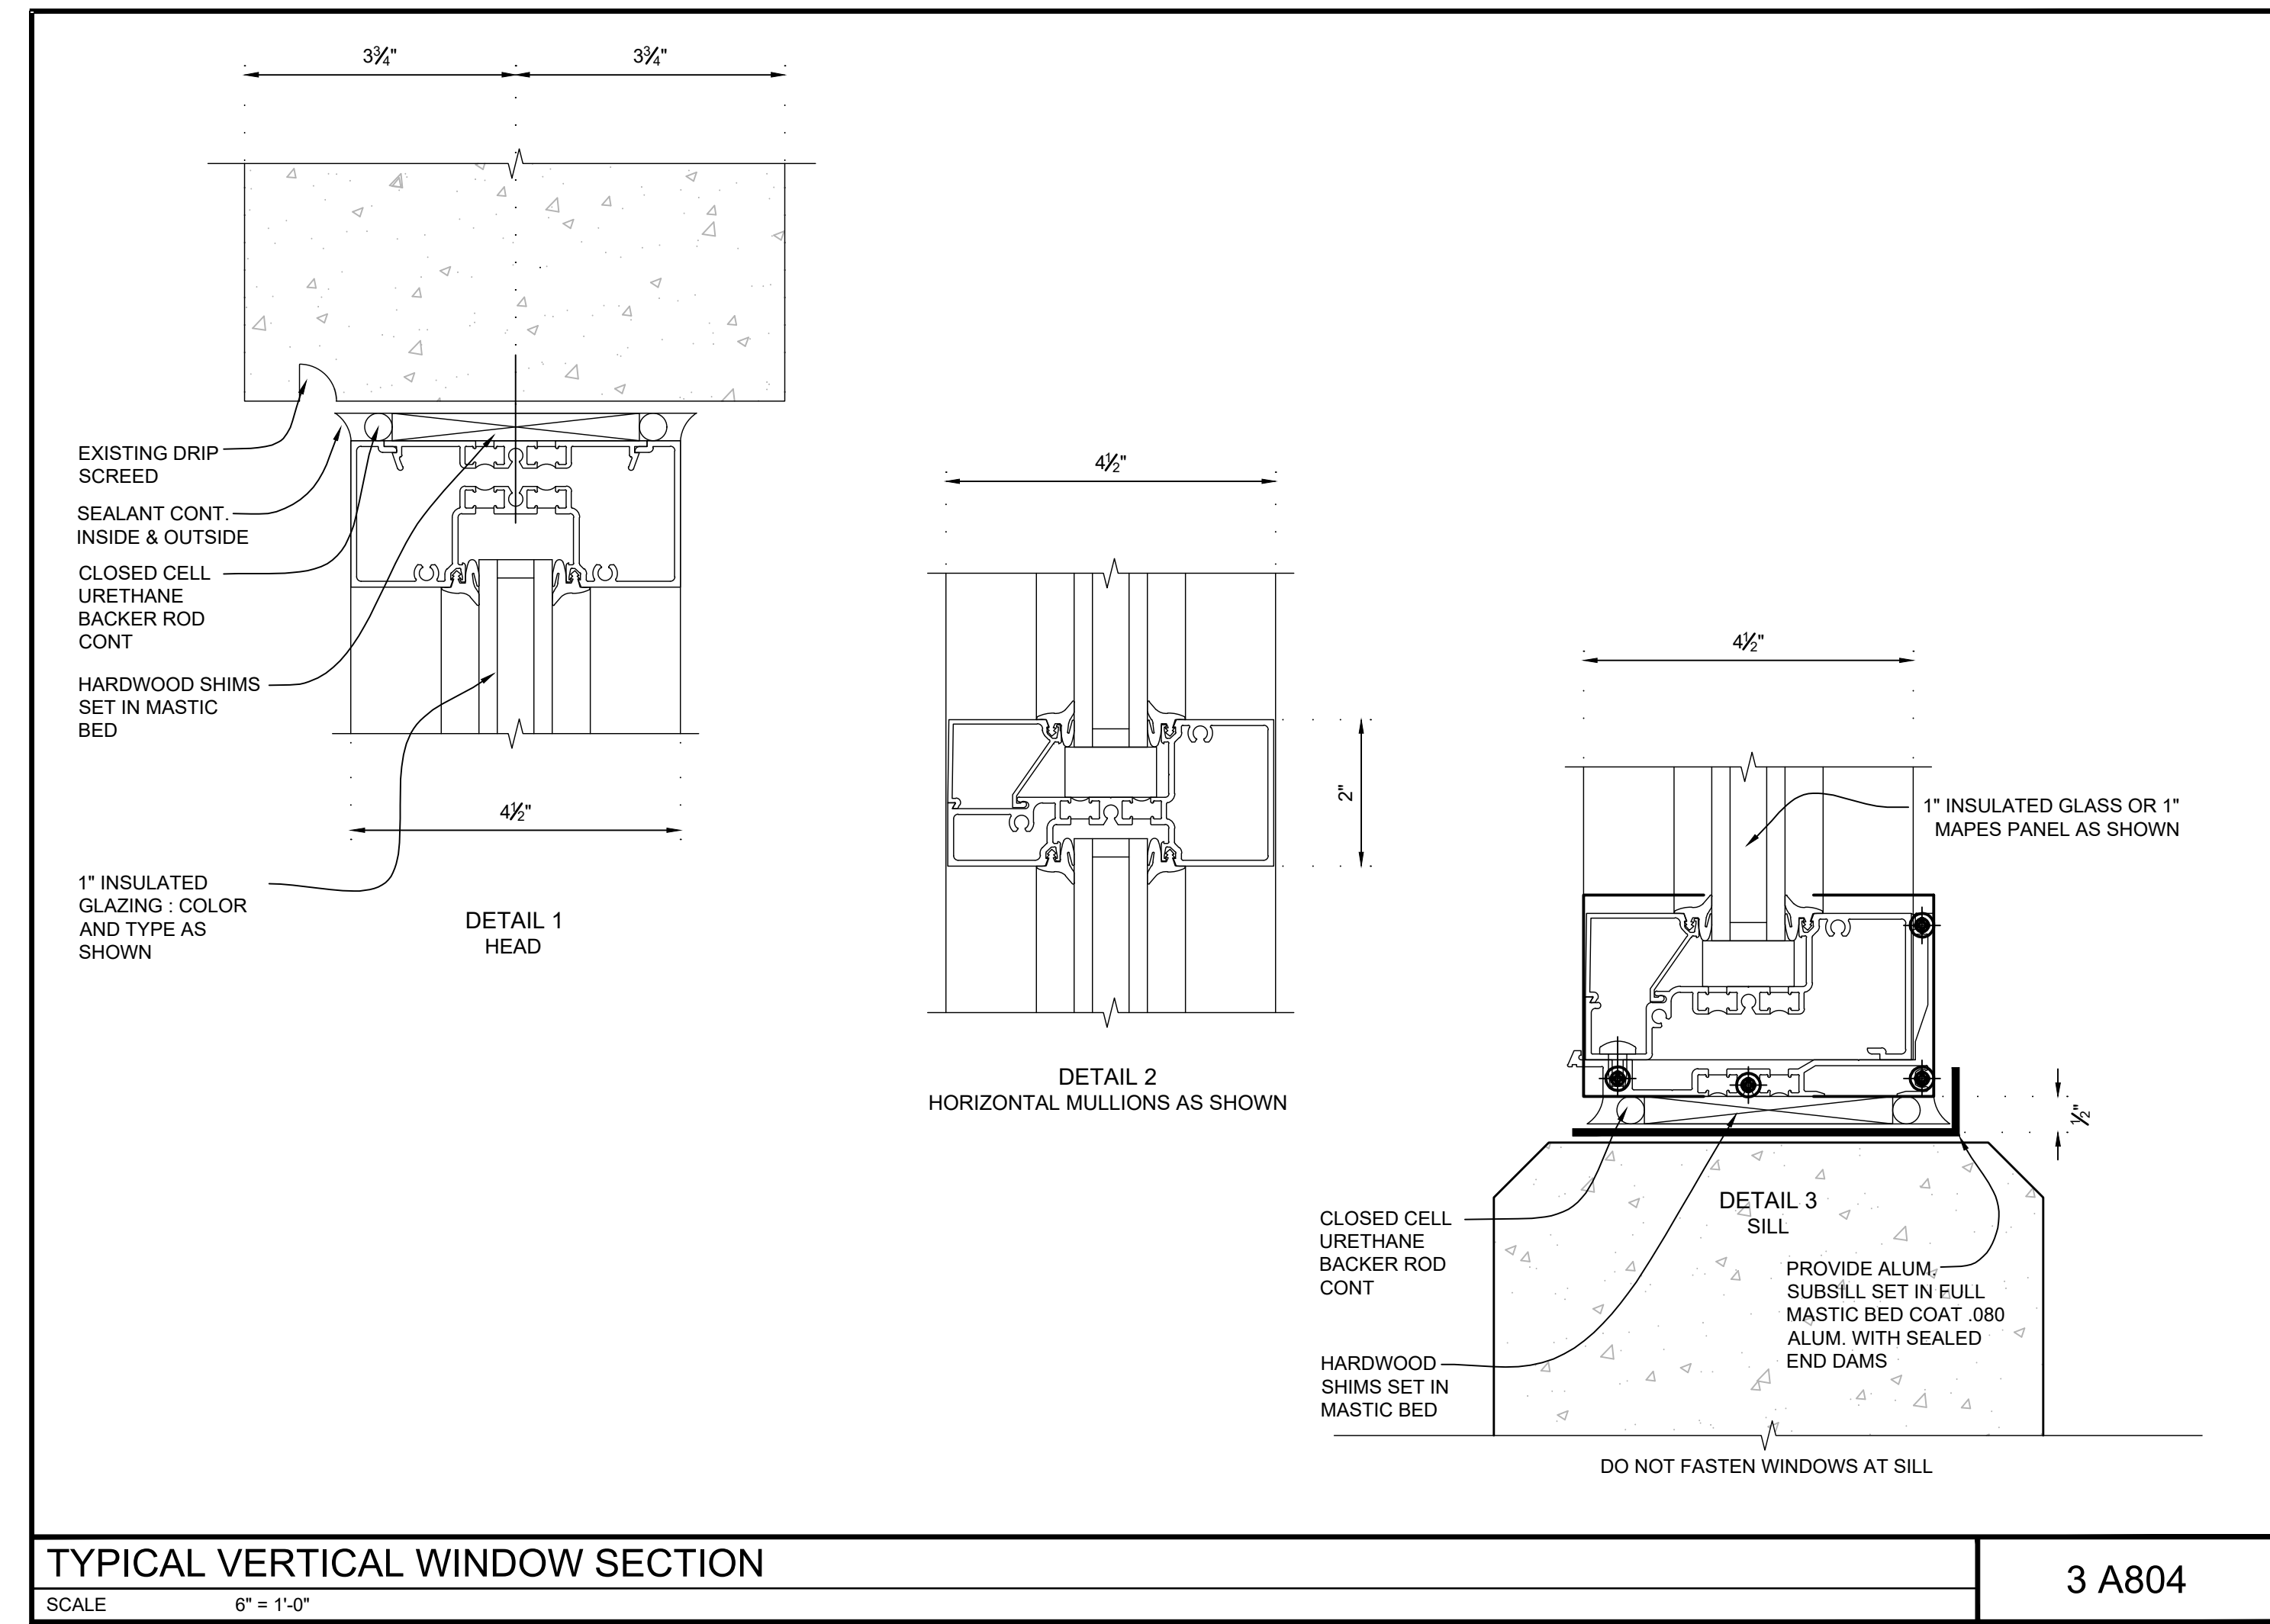 3¾"
3¾"
EXISTING DRIP
SCREED
SEALANT CONT.
INSIDE & OUTSIDE
CLOSED CELL
URETHANE
BACKER ROD
CONT
HARDWOOD SHIMS
SET IN MASTIC
BED
4½"
1" INSULATED
GLAZING : COLOR
AND TYPE AS
SHOWN
DETAIL 1
HEAD
4½"
2"
DETAIL 2
HORIZONTAL MULLIONS AS SHOWN
4½"
1" INSULATED GLASS OR 1"
MAPES PANEL AS SHOWN
½"
DETAIL 3
SILL
CLOSED CELL
URETHANE
BACKER ROD
CONT
PROVIDE ALUM.
SUBSILL SET IN FULL
MASTIC BED COAT .080
ALUM. WITH SEALED
END DAMS
HARDWOOD
SHIMS SET IN
MASTIC BED
DO NOT FASTEN WINDOWS AT SILL
TYPICAL VERTICAL WINDOW SECTION
SCALE 6" = 1'-0"
3 A804